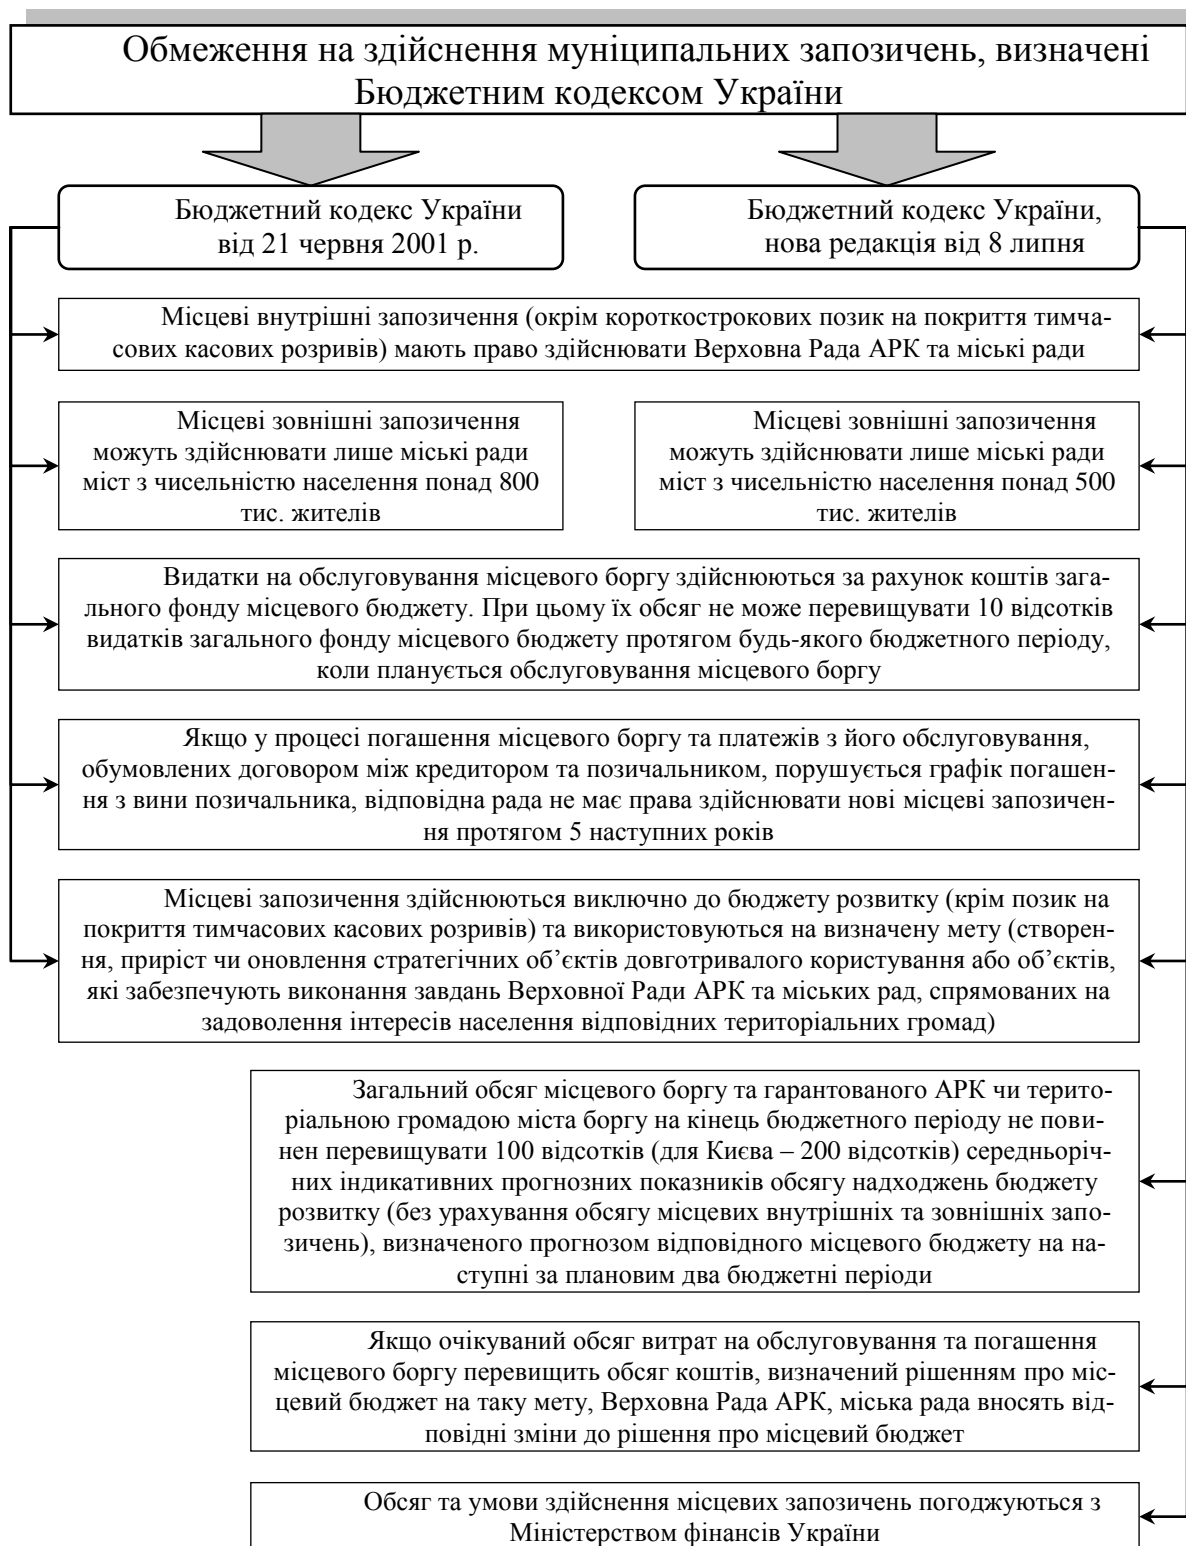 Обмеження на здійснення муніципальних запозичень, визначені
Бюджетним кодексом України
Бюджетний кодекс України
від 21 червня 2001 р.
Бюджетний кодекс України,
нова редакція від 8 липня
Місцеві внутрішні запозичення (окрім короткострокових позик на покриття тимча-
сових касових розривів) мають право здійснювати Верховна Рада АРК та міські ради
Місцеві зовнішні запозичення
можуть здійснювати лише міські ради
міст з чисельністю населення понад 800
тис. жителів
Місцеві зовнішні запозичення
можуть здійснювати лише міські ради
міст з чисельністю населення понад 500
тис. жителів
Видатки на обслуговування місцевого боргу здійснюються за рахунок коштів зага-
льного фонду місцевого бюджету. При цьому їх обсяг не може перевищувати 10 відсотків
видатків загального фонду місцевого бюджету протягом будь-якого бюджетного періоду,
коли планується обслуговування місцевого боргу
Якщо у процесі погашення місцевого боргу та платежів з його обслуговування,
обумовлених договором між кредитором та позичальником, порушується графік погашен-
ня з вини позичальника, відповідна рада не має права здійснювати нові місцеві запозичен-
ня протягом 5 наступних років
Місцеві запозичення здійснюються виключно до бюджету розвитку (крім позик на
покриття тимчасових касових розривів) та використовуються на визначену мету (створен-
ня, приріст чи оновлення стратегічних об’єктів довготривалого користування або об’єктів,
які забезпечують виконання завдань Верховної Ради АРК та міських рад, спрямованих на
задоволення інтересів населення відповідних територіальних громад)
Загальний обсяг місцевого боргу та гарантованого АРК чи терито-
ріальною громадою міста боргу на кінець бюджетного періоду не пови-
нен перевищувати 100 відсотків (для Києва – 200 відсотків) середньоріч-
них індикативних прогнозних показників обсягу надходжень бюджету
розвитку (без урахування обсягу місцевих внутрішніх та зовнішніх запо-
зичень), визначеного прогнозом відповідного місцевого бюджету на на-
ступні за плановим два бюджетні періоди
Якщо очікуваний обсяг витрат на обслуговування та погашення
місцевого боргу перевищить обсяг коштів, визначений рішенням про міс-
цевий бюджет на таку мету, Верховна Рада АРК, міська рада вносять від-
повідні зміни до рішення про місцевий бюджет
Обсяг та умови здійснення місцевих запозичень погоджуються з
Міністерством фінансів України